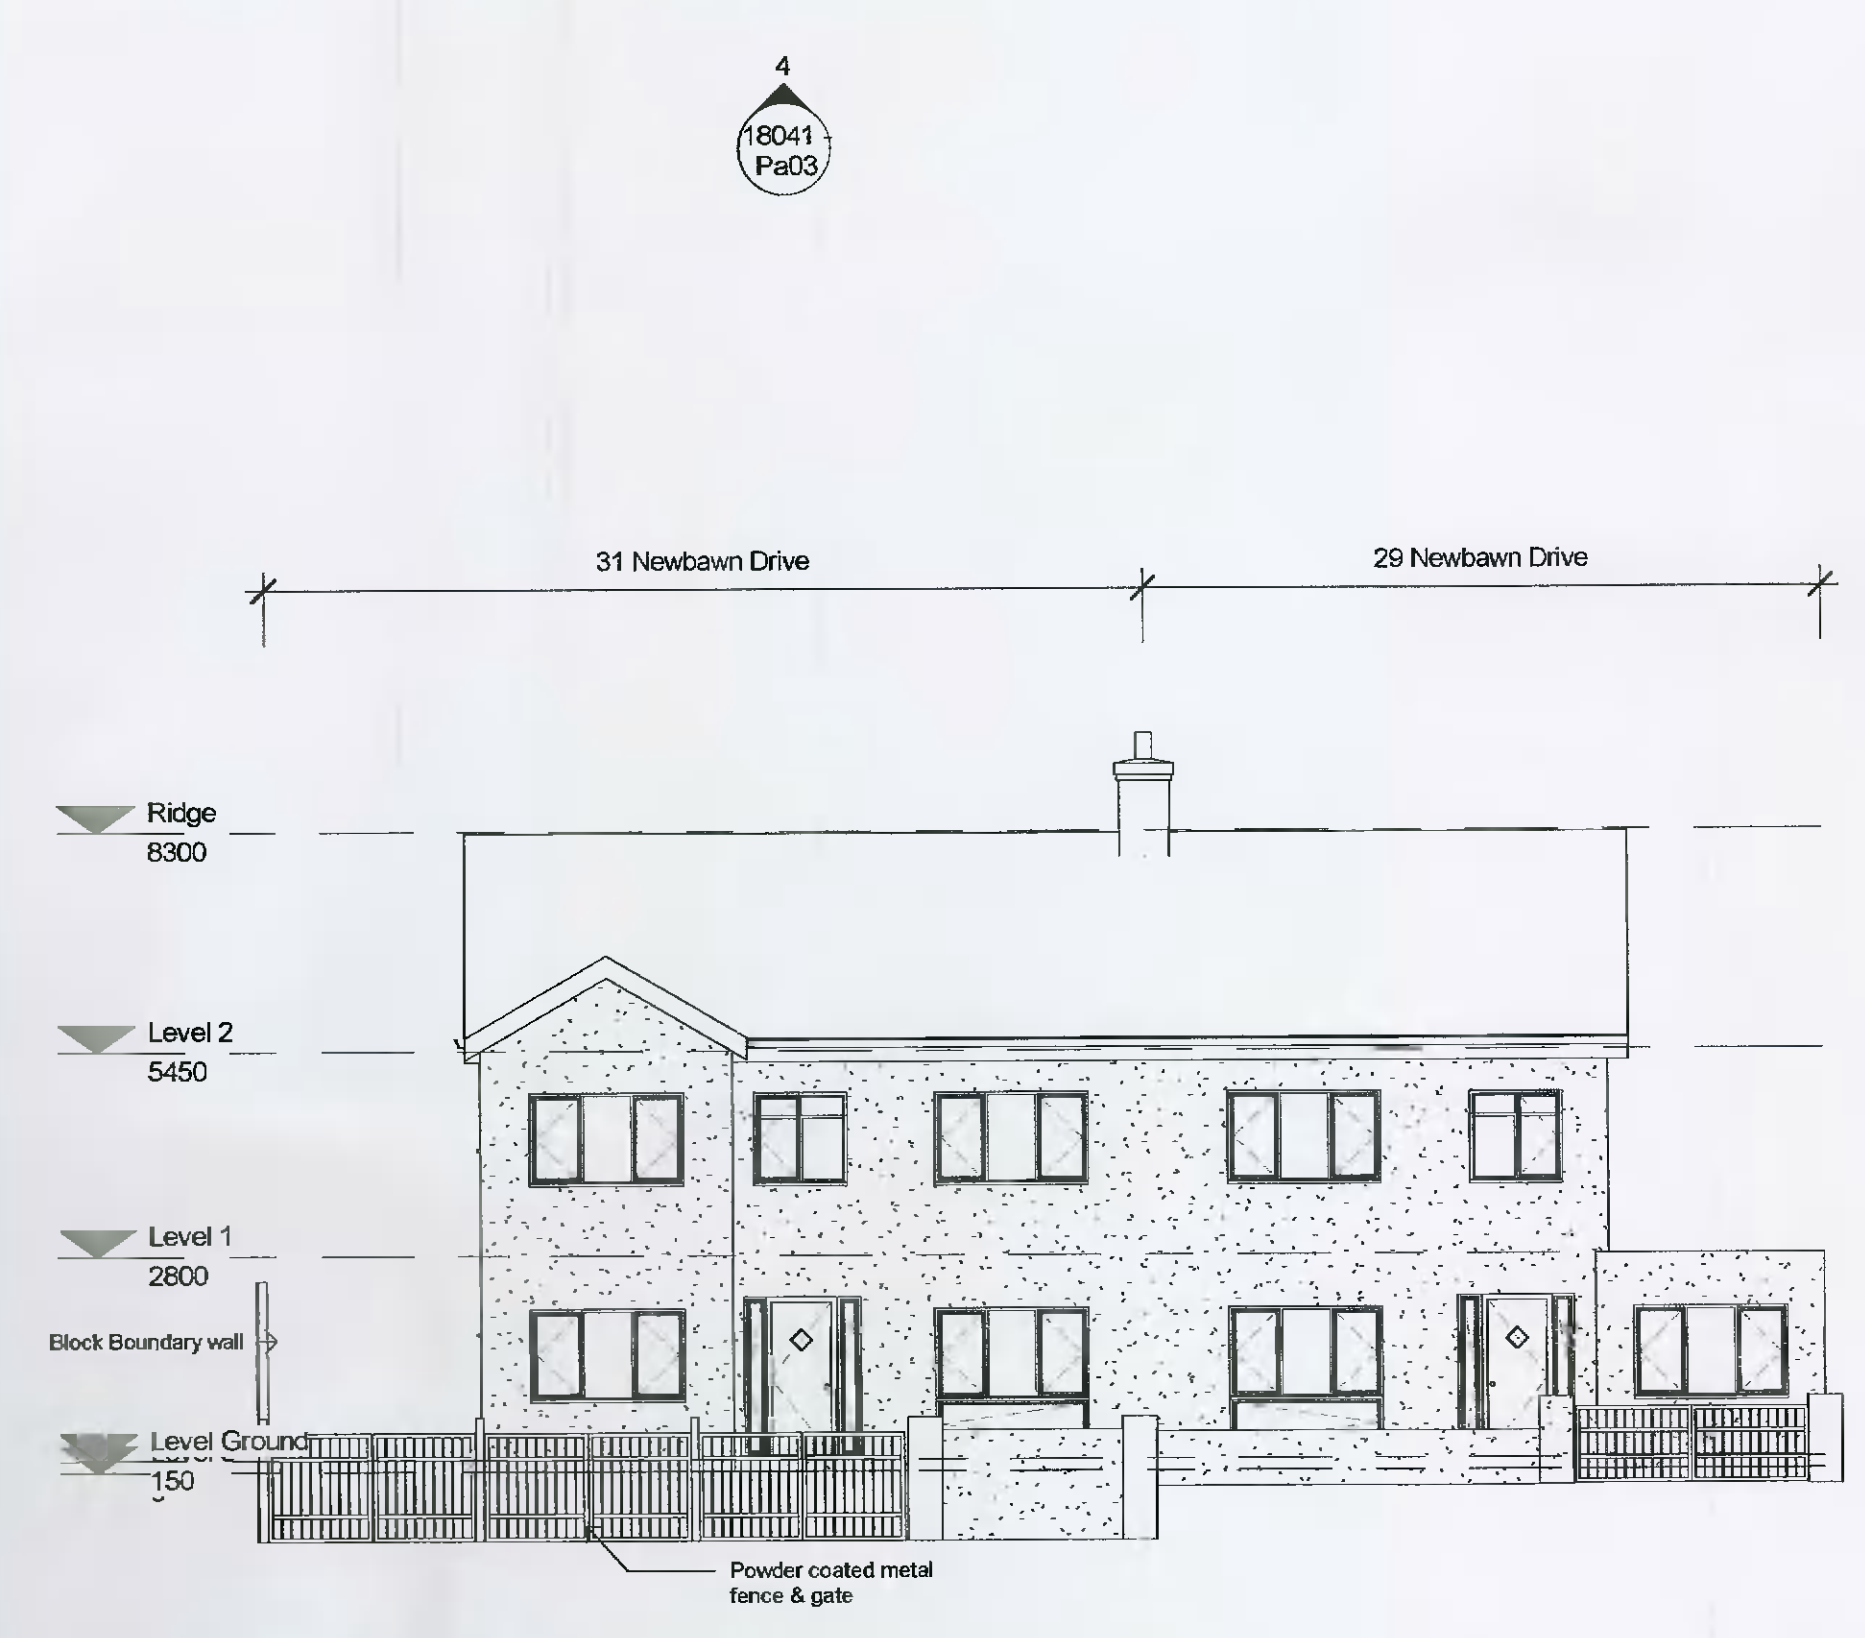 4
18041 -
Pa03
31 Newbawn Drive
29 Newbawn Drive
Ridge
8300
Level 2
5450
Level 1
2800
Block Boundary wall
Level Ground
150
Powder coated metal
fence & gate